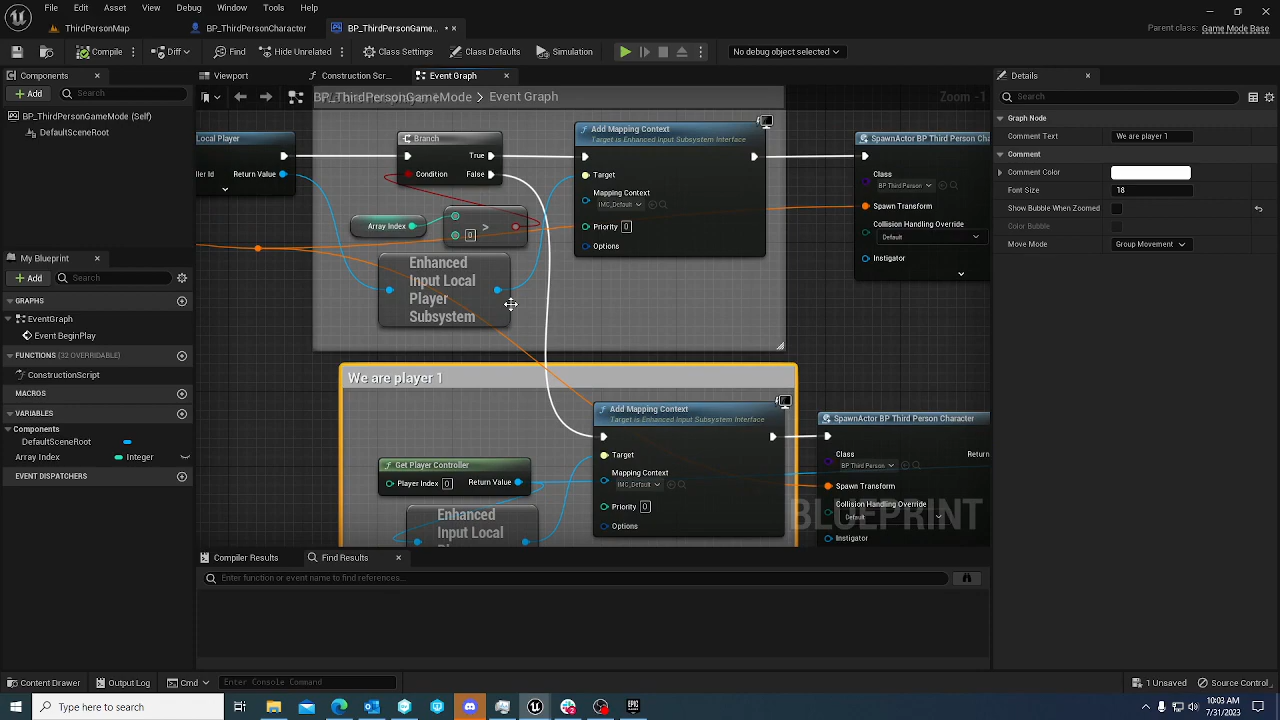 File Edit Asset View Debug Window Tools Help
ThirdPersonMap
BP_ThirdPersonCharacter
BP_ThirdPersonGame...
Parent class: Game Mode Base
Compile
Diff
Find
Hide Unrelated
Class Settings
Class Defaults
Simulation
No debug object selected
Components
Viewport
Construction Scr...
Event Graph
Details
Add
Search
BP_ThirdPersonGameMode > Event Graph
Zoom -1
Search
BP_ThirdPersonGameMode (Self)
DefaultSceneRoot
Graph Node
Comment Text
We are player 1
Comment
Comment Color
Font Size
18
Show Bubble When Zoomed
Color Bubble
Move Mode
Group Movement
Local Player
Return Value
Branch
True
Condition
False
Array Index
>
0
Enhanced
Input Local
Player
Subsystem
Add Mapping Context
Target is Enhanced Input Subsystem Interface
Target
Mapping Context
IMC_Default
Priority 0
Options
SpawnActor BP Third Person Cha
Class
BP Third Person
Spawn Transform
Collision Handling Override
Default
Instigator
My Blueprint
Add
Search
GRAPHS
EventGraph
Event BeginPlay
FUNCTIONS (32 OVERRIDABLE)
ConstructionScript
MACROS
VARIABLES
Components
DefaultSceneRoot
Array Index
Integer
EVENT DISPATCHERS
We are player 1
Get Player Controller
Player Index 0
Return Value
Enhanced
Input Local
Add Mapping Context
Target is Enhanced Input Subsystem Interface
Target
Mapping Context
IMC_Default
Priority 0
Options
SpawnActor BP Third Person Character
Class
Return
BP Third Person
Spawn Transform
Collision Handling Override
Default
Instigator
BLUEPRINT
Compiler Results
Find Results
Enter function or event name to find references...
Content Drawer
Output Log
Cmd
Enter Console Command
1 Unsaved
Source Control
Type here to search
10:03 AM
7/31/2023